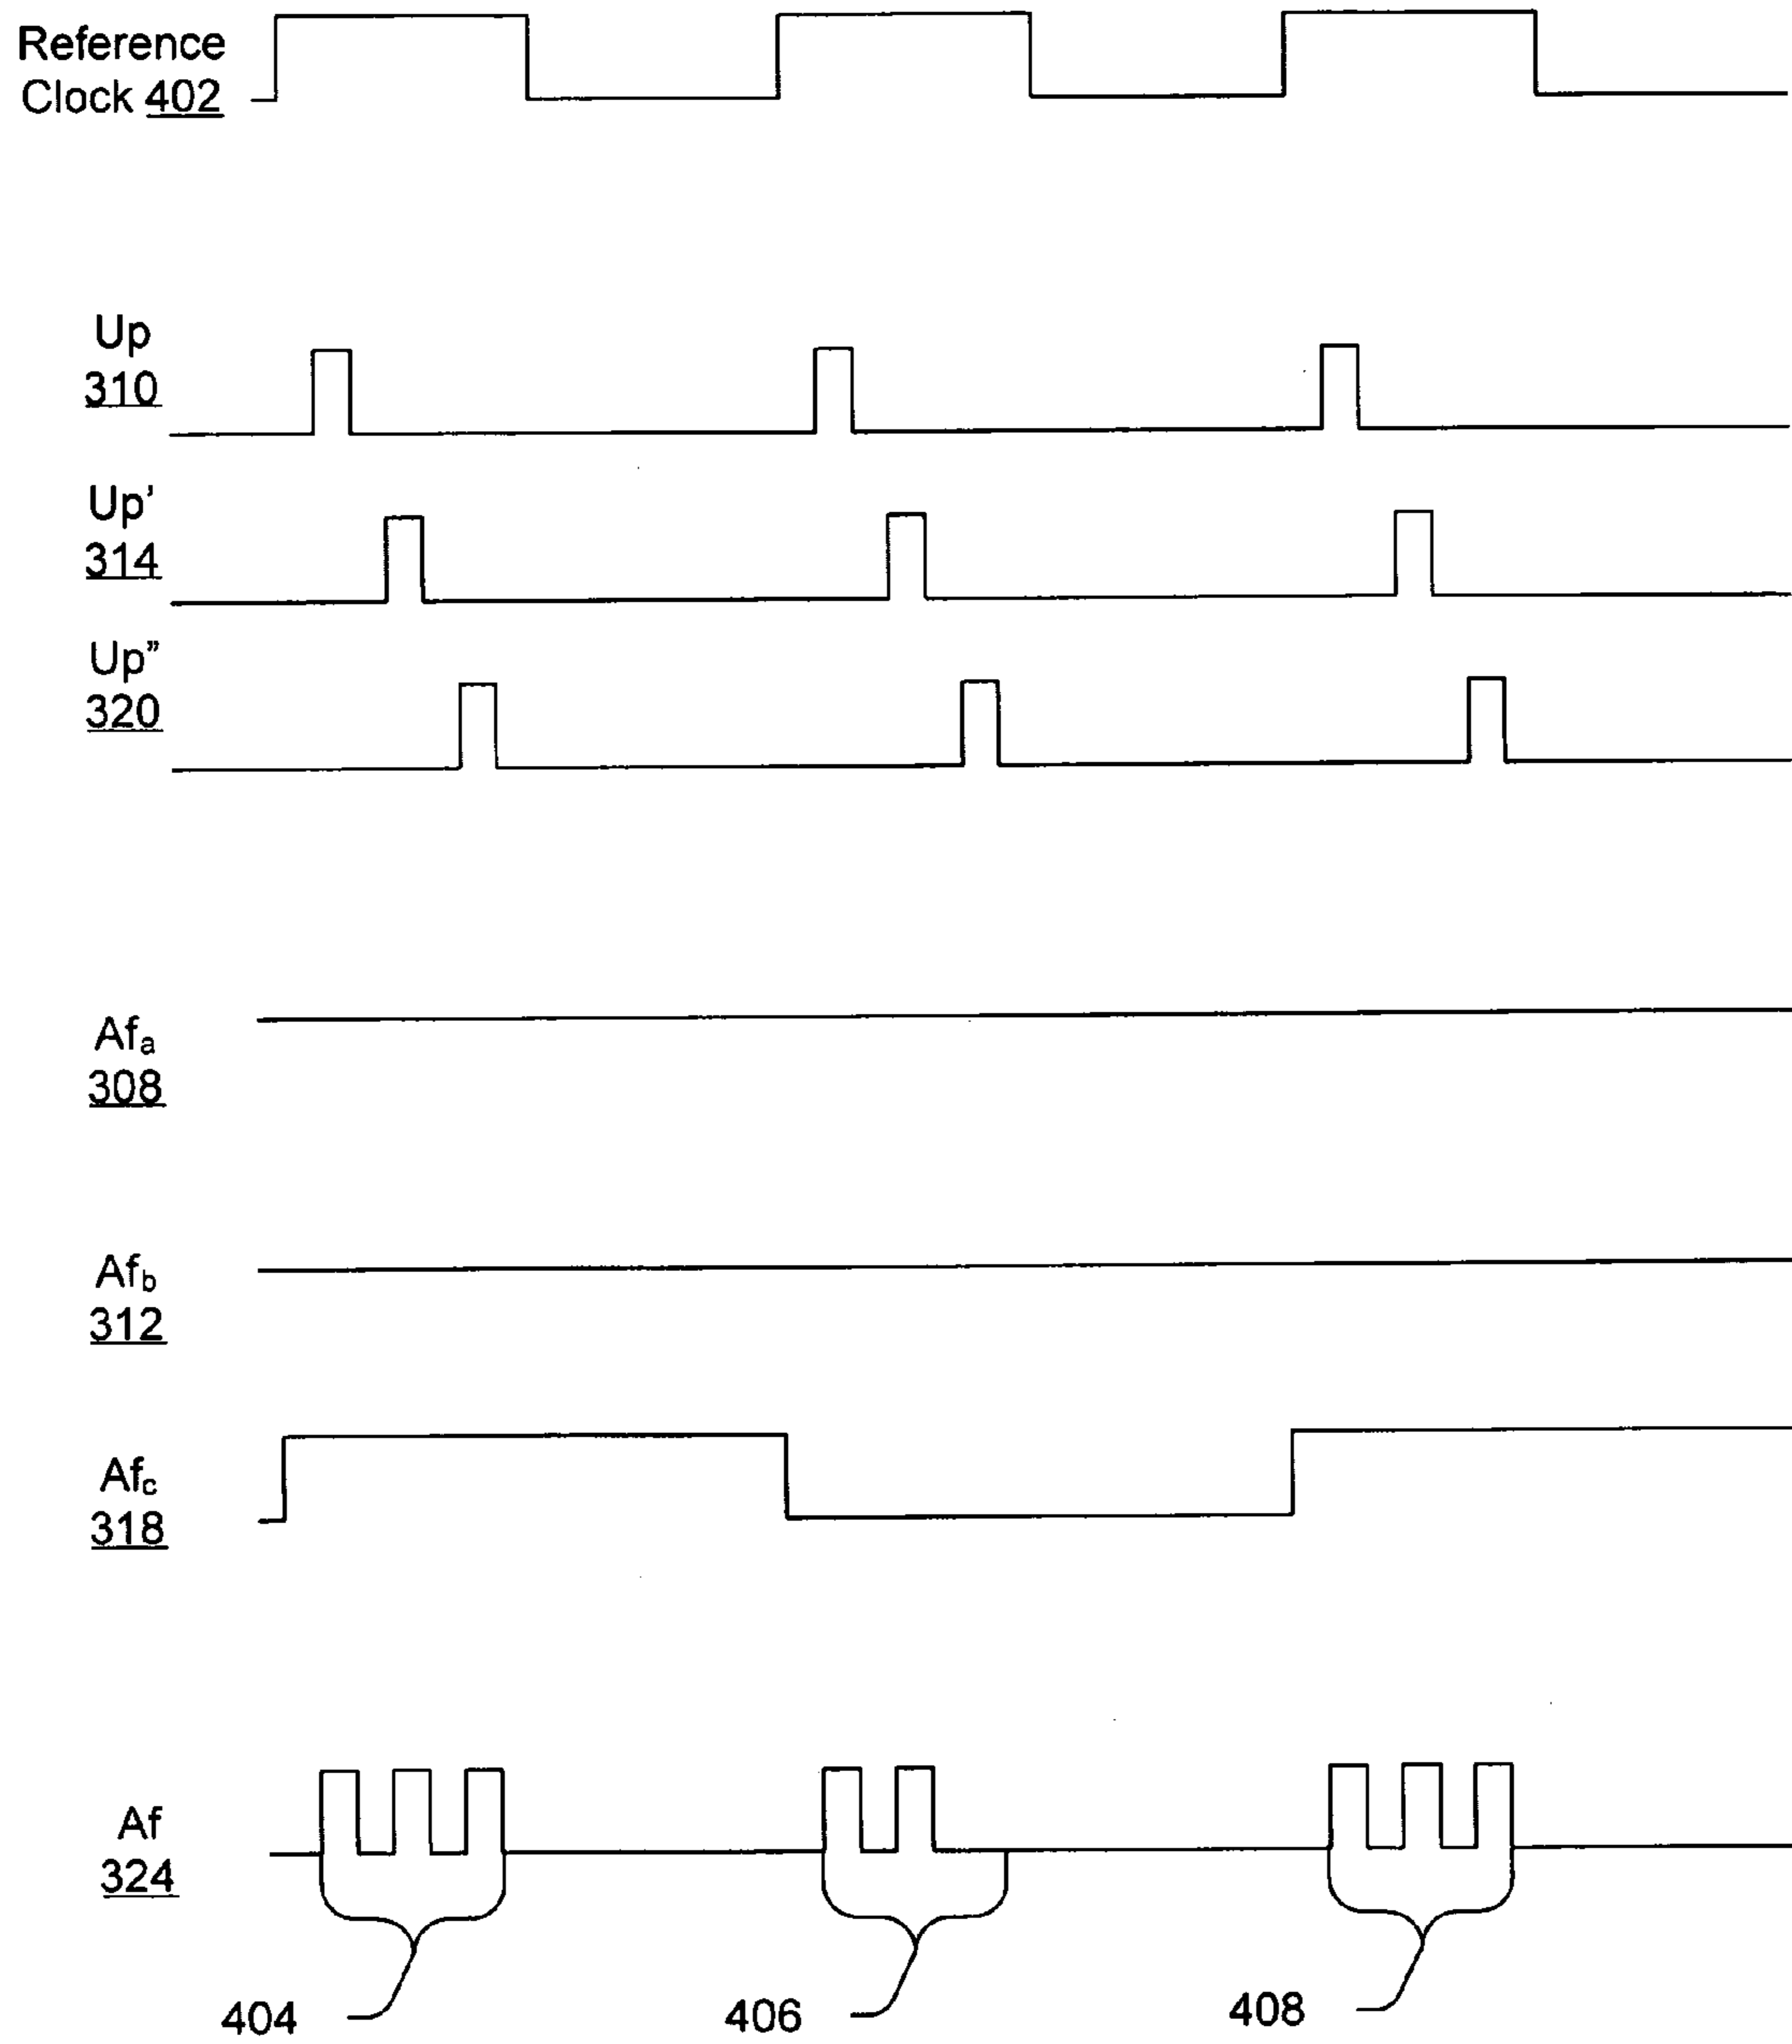 Reference
Clock 402
Up
310
Up'
314
Up"
320
Afa
308
Afb
312
Afc
318
Af
324
404
406
408